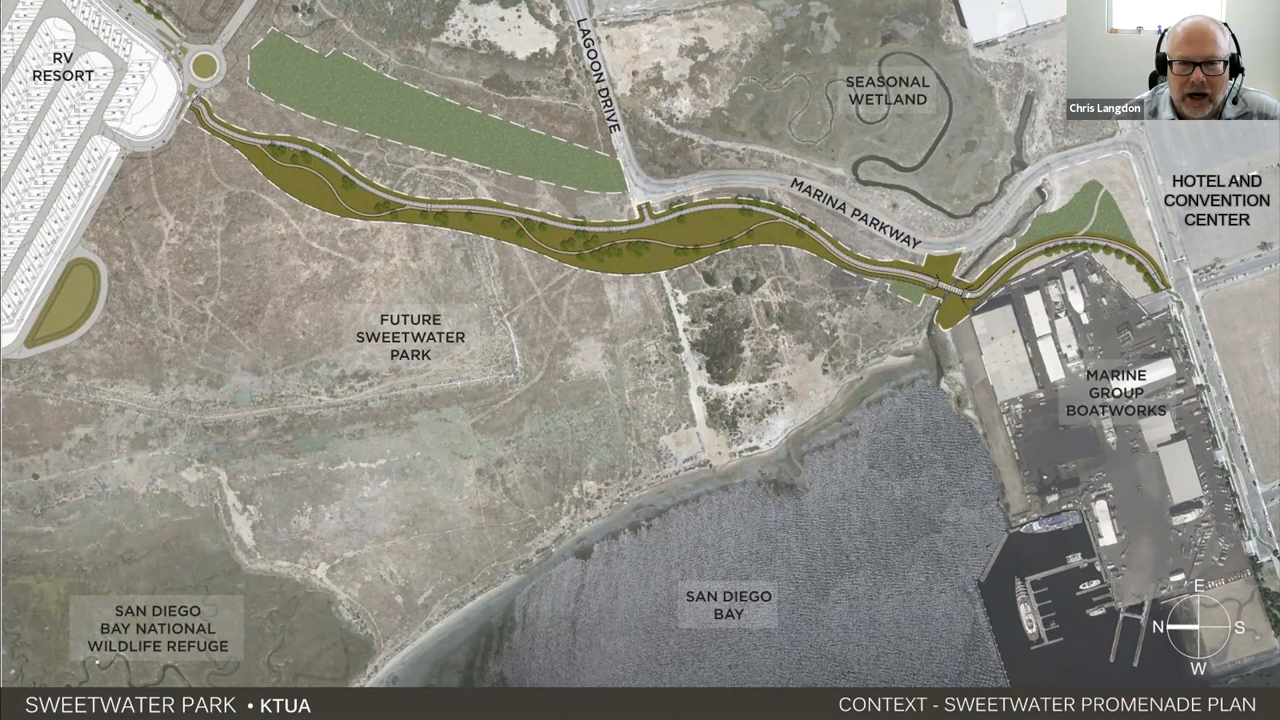 RV
RESORT
LAGOON DRIVE
SEASONAL
WETLAND
Chris Langdon
HOTEL AND
CONVENTION
CENTER
MARINA PARKWAY
FUTURE
SWEETWATER
PARK
MARINE
GROUP
BOATWORKS
SAN DIEGO
BAY
SAN DIEGO
BAY NATIONAL
WILDLIFE REFUGE
E
N
S
W
SWEETWATER PARK • KTUA
CONTEXT - SWEETWATER PROMENADE PLAN